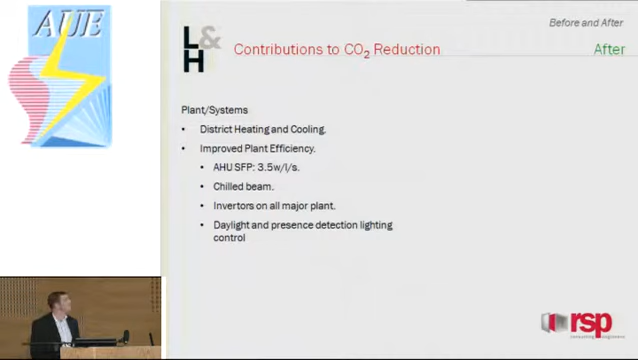 AUE
Before and After
L&H
Contributions to CO2 Reduction
After
Plant/Systems
• District Heating and Cooling.
• Improved Plant Efficiency.
• AHU SFP: 3.5w/l/s.
• Chilled beam.
• Invertors on all major plant.
• Daylight and presence detection lighting
control
rsp
consulting engineers